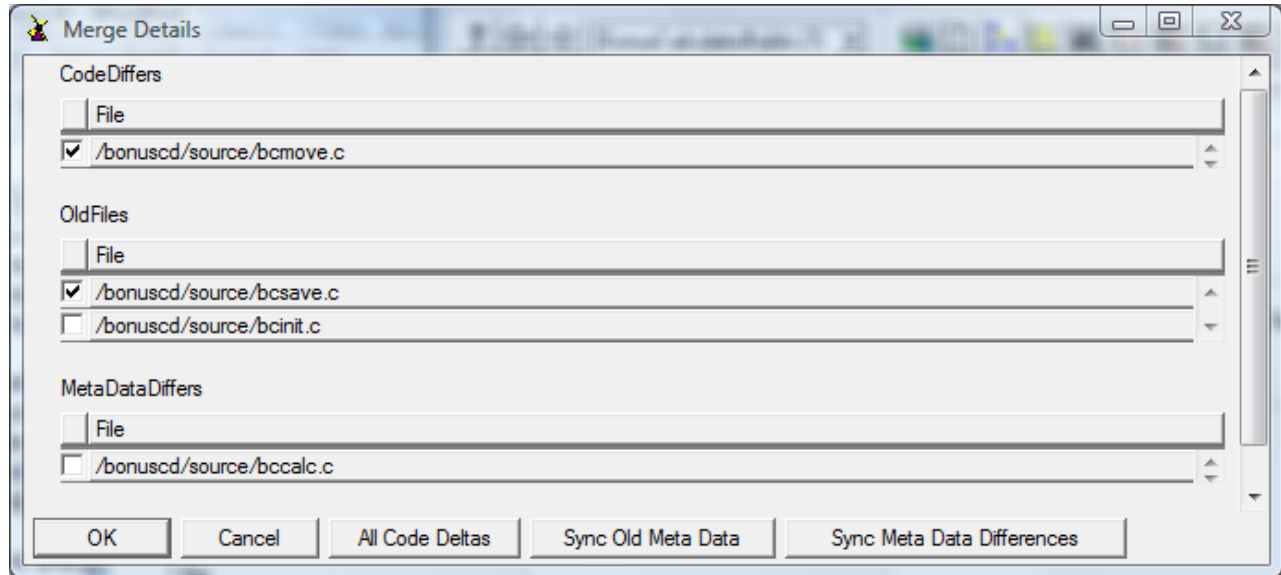 Merge Details
CodeDiffers
File
/bonuscd/source/bcmove.c
OldFiles
File
/bonuscd/source/bcsave.c
/bonuscd/source/bcinit.c
MetaDataDiffers
File
/bonuscd/source/bccalc.c
OK Cancel All Code Deltas Sync Old Meta Data Sync Meta Data Differences